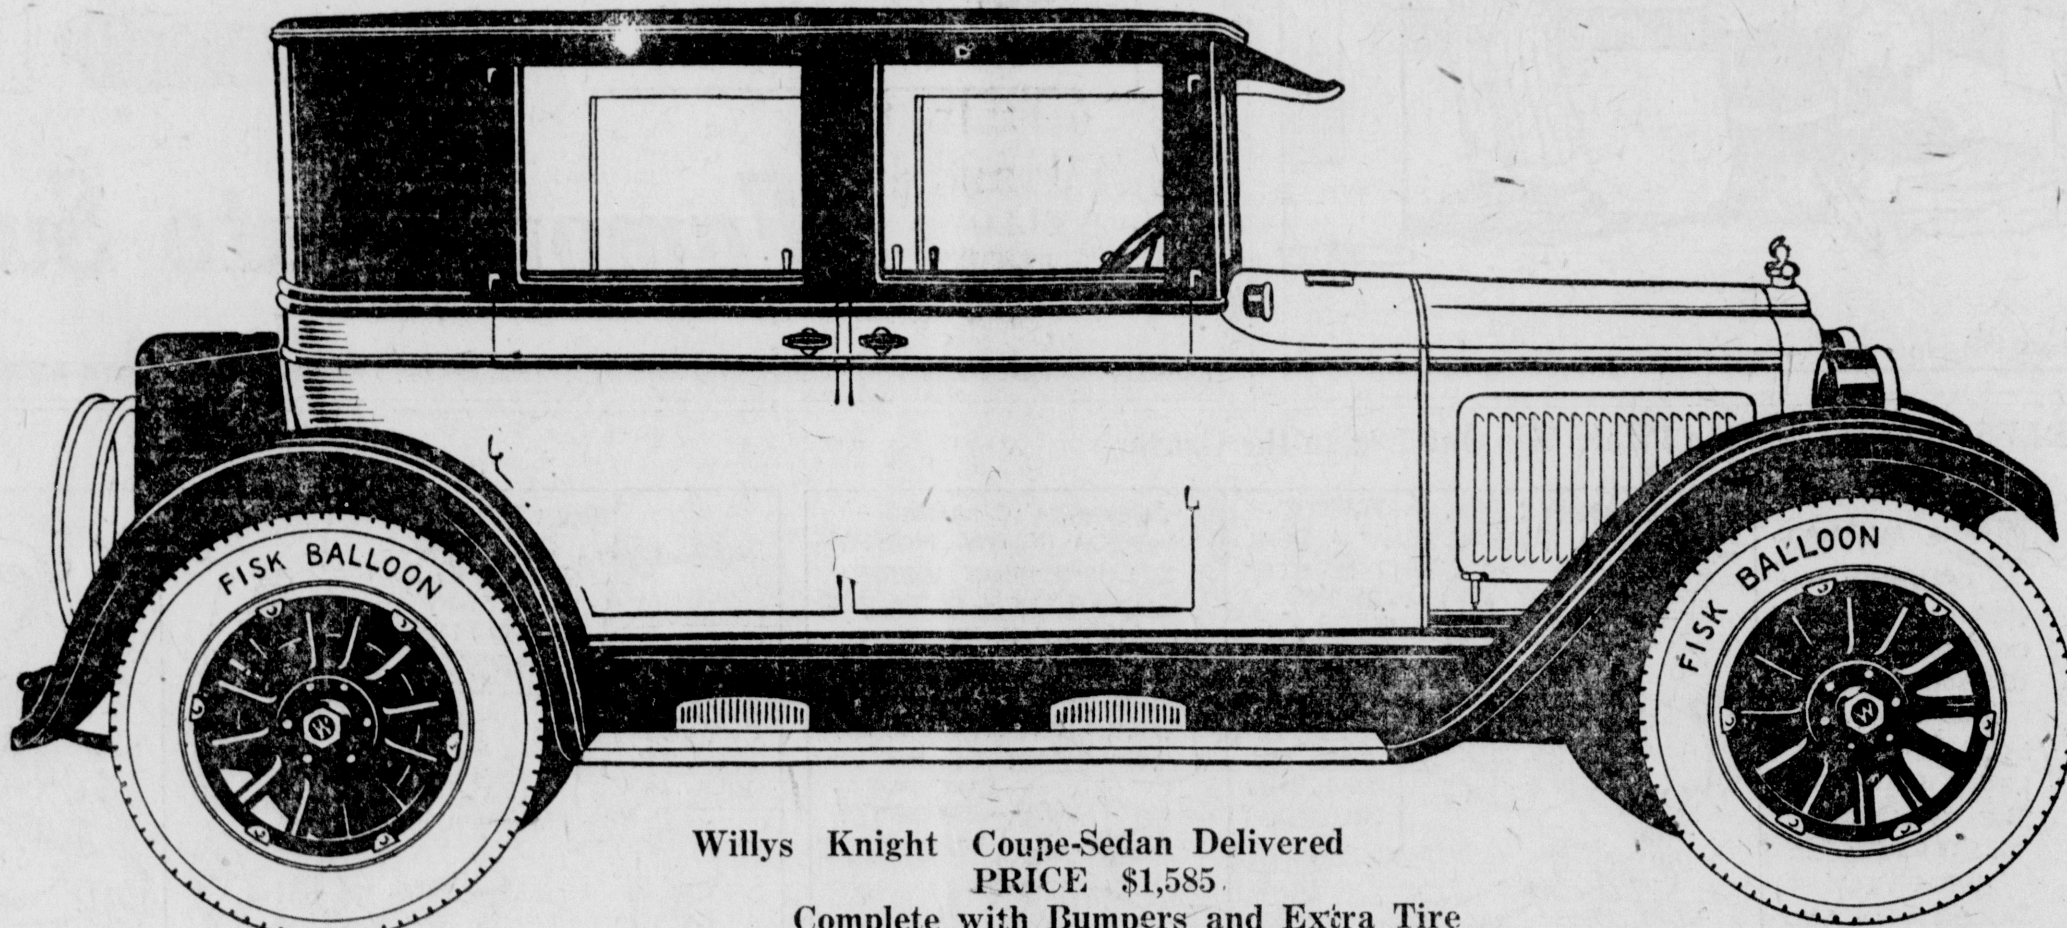 FISK BALLOON
FISK BALLOON
W
W
Willys Knight Coupe-Sedan Delivered
PRICE $1,585
Complete with Bumpers and Extra Tire